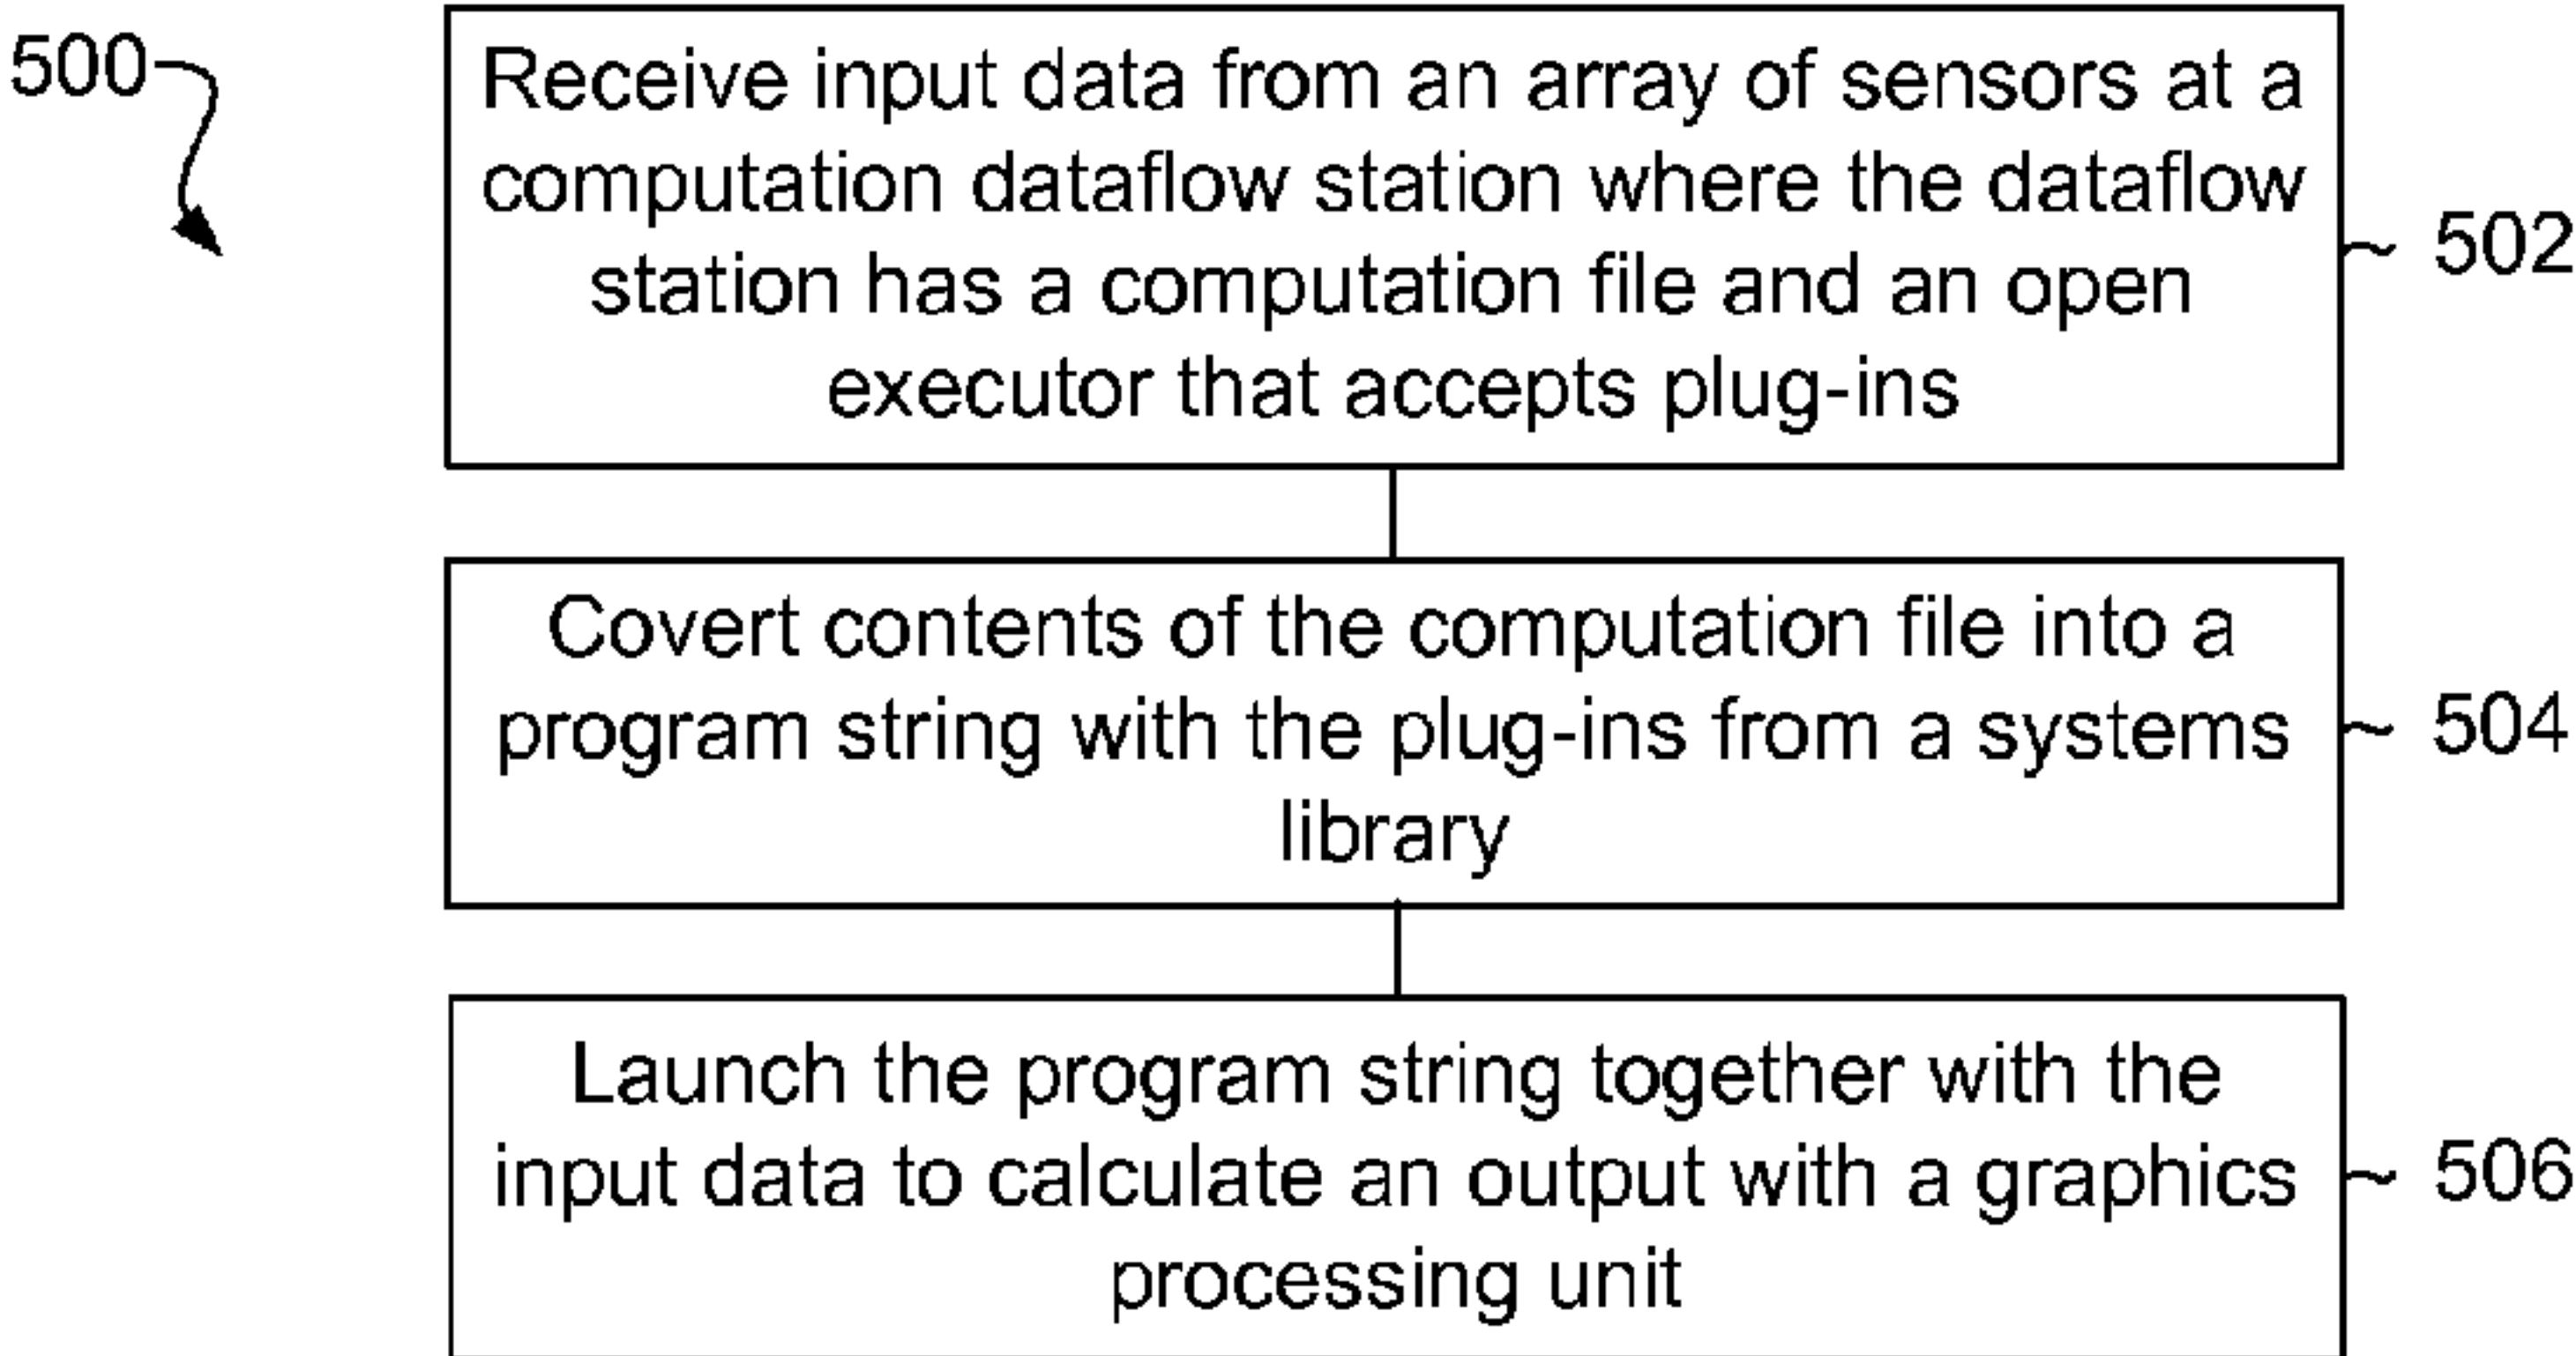 500
Receive input data from an array of sensors at a
computation dataflow station where the dataflow
station has a computation file and an open
executor that accepts plug-ins
502
Covert contents of the computation file into a
program string with the plug-ins from a systems
library
504
Launch the program string together with the
input data to calculate an output with a graphics
processing unit
506